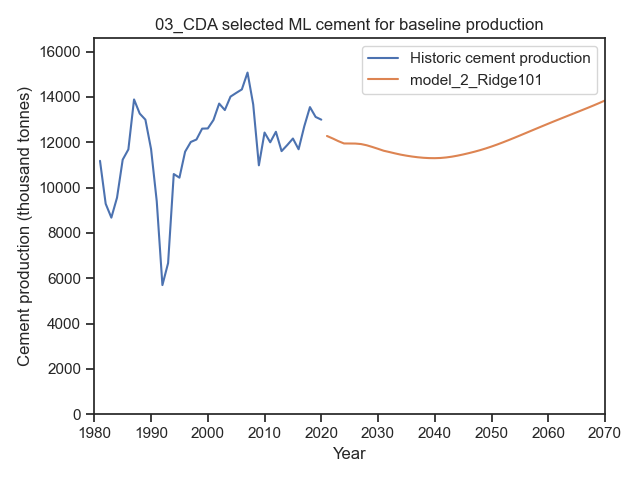 03_CDA selected ML cement for baseline production
Historic cement production
model_2_Ridge101
Cement production (thousand tonnes)
16000
14000
12000
10000
8000
6000
4000
2000
0
1980 1990 2000 2010 2020 2030 2040 2050 2060 2070
Year